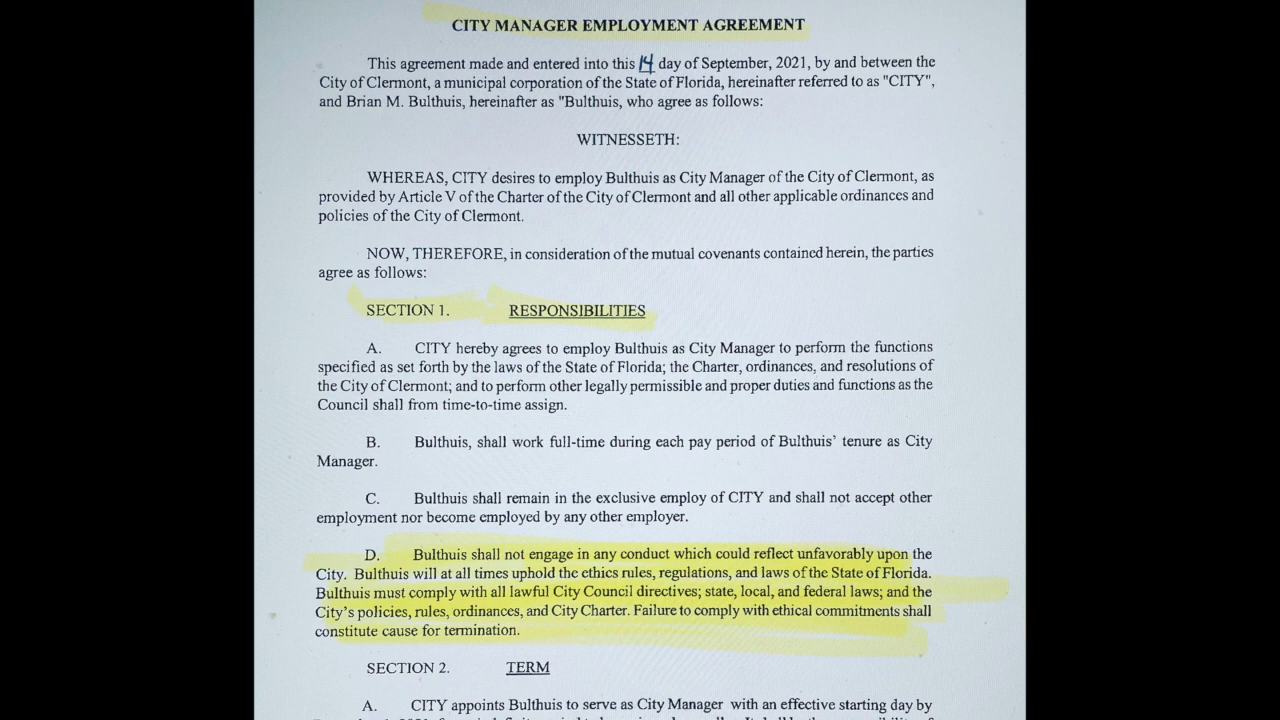 CITY MANAGER EMPLOYMENT AGREEMENT
This agreement made and entered into this 14 day of September, 2021, by and between the
City of Clermont, a municipal corporation of the State of Florida, hereinafter referred to as "CITY",
and Brian M. Bulthuis, hereinafter as "Bulthuis, who agree as follows:
WITNESSETH:
WHEREAS, CITY desires to employ Bulthuis as City Manager of the City of Clermont, as
provided by Article V of the Charter of the City of Clermont and all other applicable ordinances and
policies of the City of Clermont.
NOW, THEREFORE, in consideration of the mutual covenants contained herein, the parties
agree as follows:
SECTION 1. RESPONSIBILITIES
A. CITY hereby agrees to employ Bulthuis as City Manager to perform the functions
specified as set forth by the laws of the State of Florida; the Charter, ordinances, and resolutions of
the City of Clermont; and to perform other legally permissible and proper duties and functions as the
Council shall from time-to-time assign.
B. Bulthuis, shall work full-time during each pay period of Bulthuis' tenure as City
Manager.
C. Bulthuis shall remain in the exclusive employ of CITY and shall not accept other
employment nor become employed by any other employer.
D. Bulthuis shall not engage in any conduct which could reflect unfavorably upon the
City. Bulthuis will at all times uphold the ethics rules, regulations, and laws of the State of Florida.
Bulthuis must comply with all lawful City Council directives; state, local, and federal laws; and the
City's policies, rules, ordinances, and City Charter. Failure to comply with ethical commitments shall
constitute cause for termination.
SECTION 2. TERM
A. CITY appoints Bulthuis to serve as City Manager with an effective starting day by